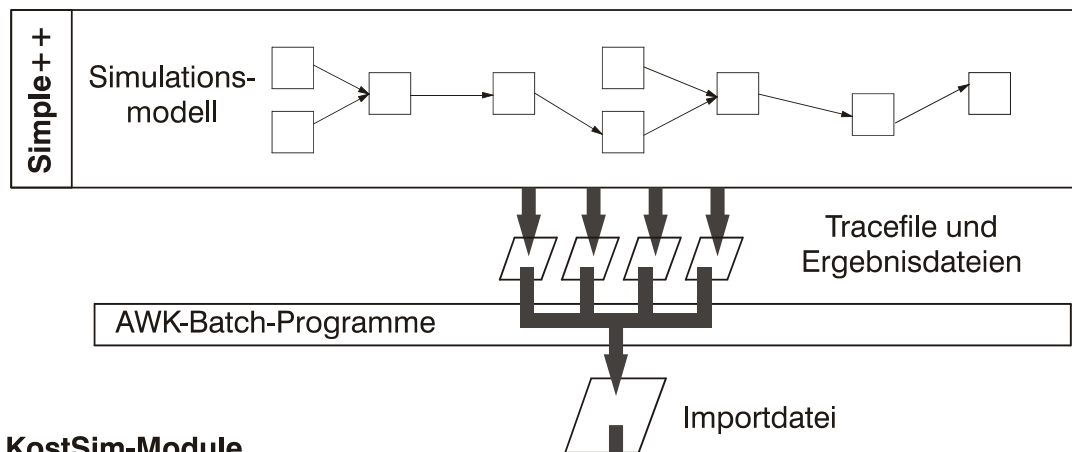 Simple++
Simulations-
modell
Tracefile und
Ergebnisdateien
AWK-Batch-Programme
Importdatei
KostSim-Module